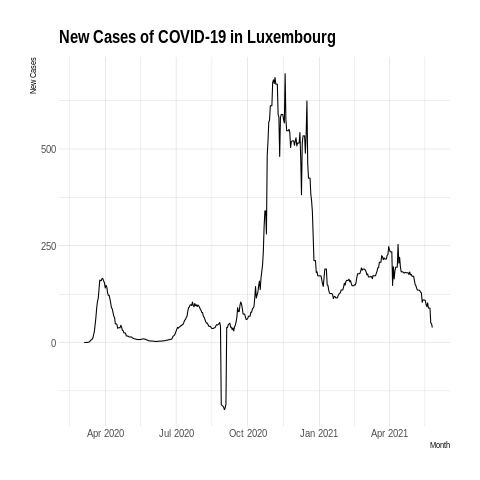 New Cases of COVID-19 in Luxembourg
New Cases
500
250
0
Apr 2020 Jul 2020 Oct 2020 Jan 2021 Apr 2021
Month